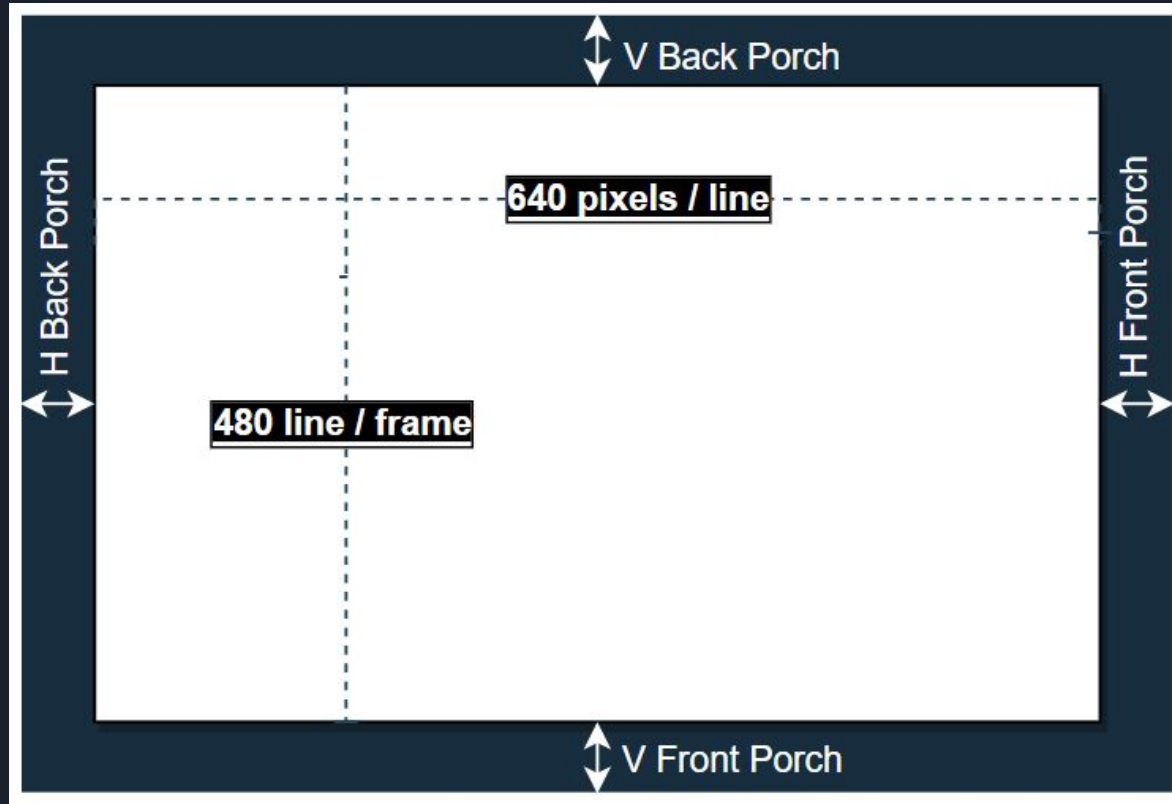 V Back Porch
640 pixels / line
H Back Porch
H Front Porch
480 line / frame
V Front Porch